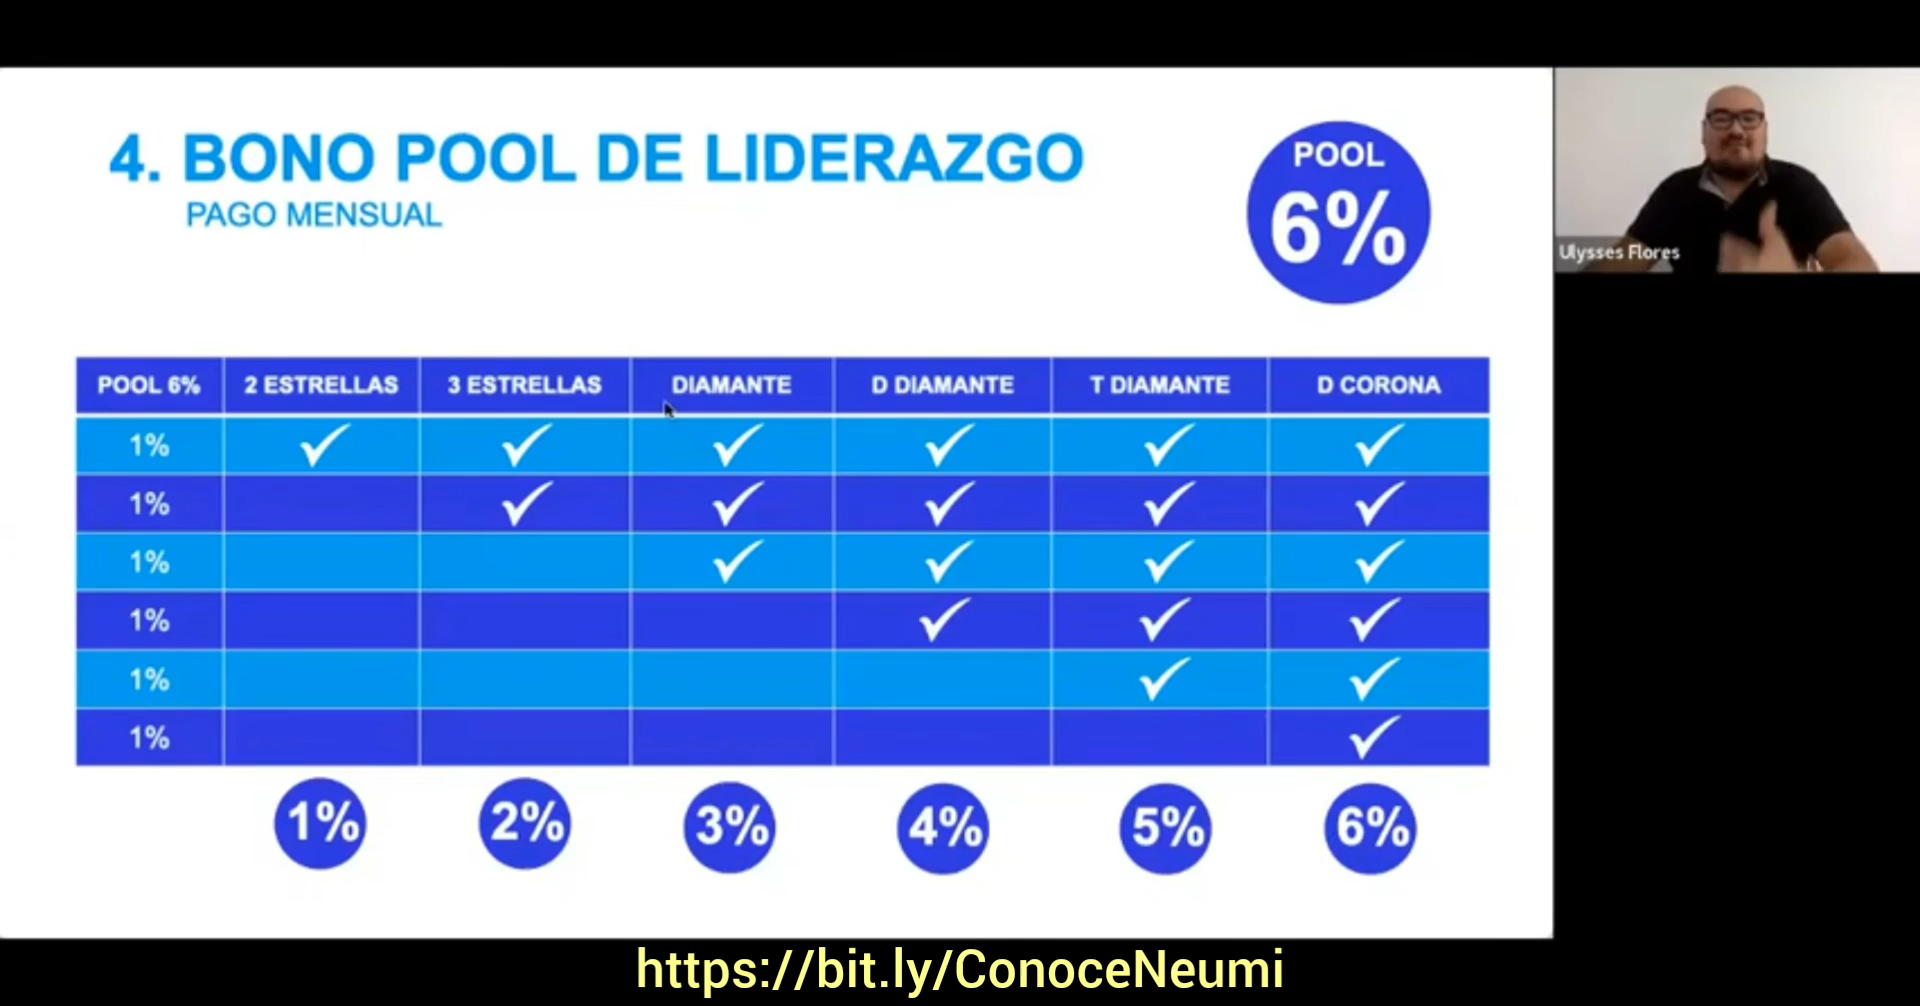 4. BONO POOL DE LIDERAZGO
PAGO MENSUAL
POOL
6%
Ulysses Flores
POOL 6% 2 ESTRELLAS 3 ESTRELLAS DIAMANTE D DIAMANTE T DIAMANTE D CORONA
1%
1%
1%
1%
1%
1%
1% 2% 3% 4% 5% 6%
https://bit.ly/ConoceNeumi